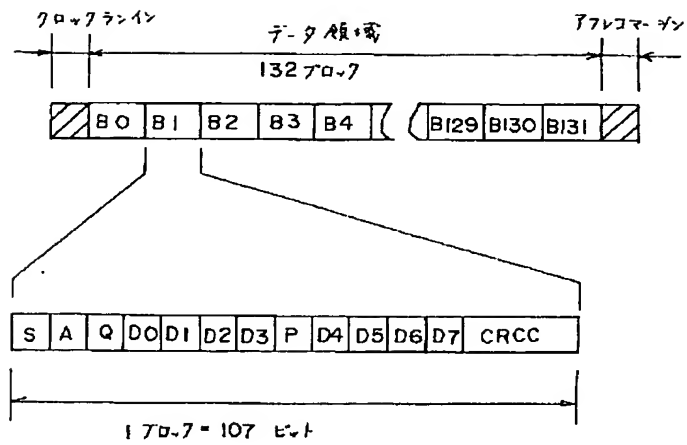 クロックランイン データ領域 アフレコマージン
132ブロック
B0 B1 B2 B3 B4 B129 B130 B131
S A Q D0 D1 D2 D3 P D4 D5 D6 D7 CRCC
1ブロック=107 ビット